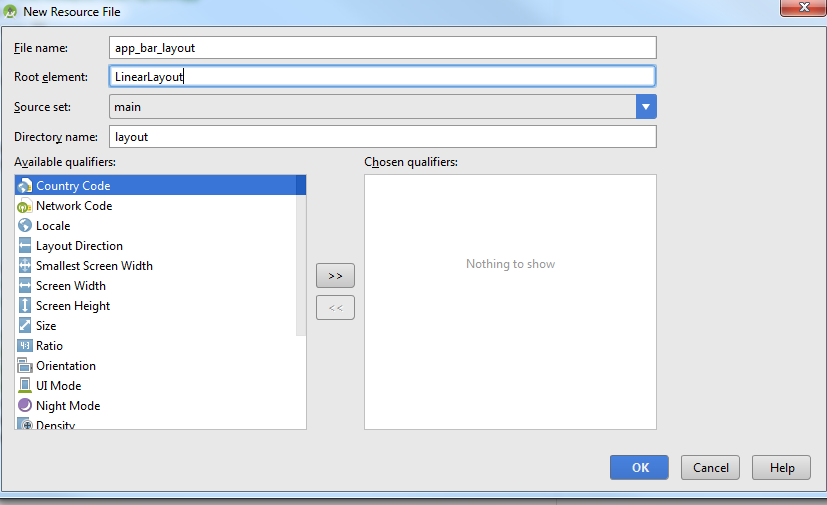 New Resource File
File name: app_bar_layout
Root element: LinearLayout
Source set: main
Directory name: layout
Available qualifiers: Chosen qualifiers:
Country Code
Network Code
Locale
Layout Direction
Smallest Screen Width
Screen Width
Screen Height
Size
Ratio
Orientation
UI Mode
Night Mode
Density
>>
<<
Nothing to show
OK Cancel Help